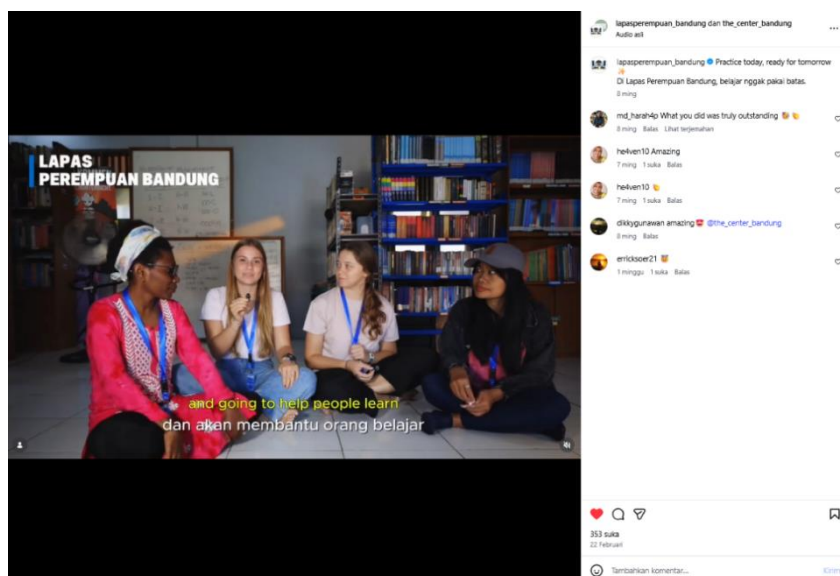 LAPAS
PEREMPUAN BANDUNG
and going to help people learn
dan akan membantu orang belajar
lapasperempuan_bandung dan the_center_bandung
Audio asli
lapasperempuan_bandung Practice today, ready for tomorrow
Di Lapas Perempuan Bandung, belajar nggak pakai batas.
8 ming
md_harah4p What you did was truly outstanding
8 ming Balas Lihat terjemahan
he4ven10 Amazing
7 ming 1 suka Balas
he4ven10
7 ming 1 suka Balas
dikkygunawan amazing @the_center_bandung
8 ming Balas
erricksoer21
1 minggu 1 suka Balas
353 suka
22 Februari
Tambahkan komentar...
Kirim